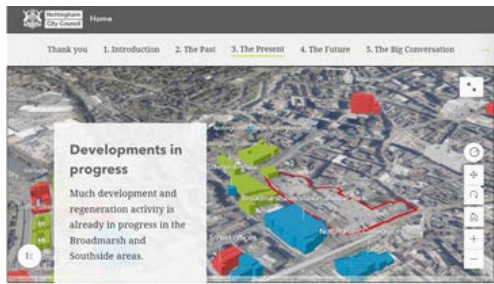 Nottingham
City Council
Home
Thank you 1. Introduction 2. The Past 3. The Present 4. The Future 5. The Big Conversation
Developments in
progress
Much development and
regeneration activity is
already in progress in the
Broadmarsh and
Southside areas.